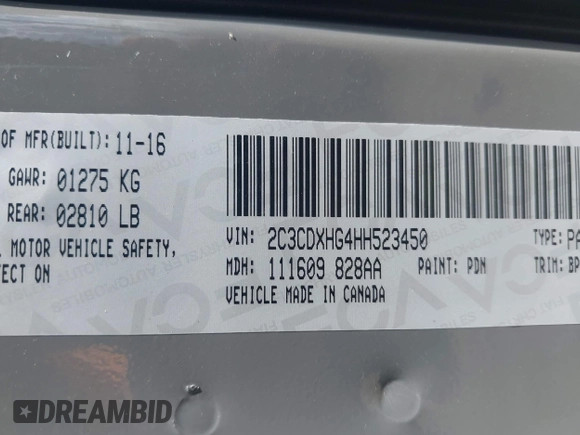 OF MFR(BUILT): 11-16
GAWR: 01275 KG
REAR: 02810 LB
MOTOR VEHICLE SAFETY,
ON
VIN: 2C3CDXHG4HH523450
TYPE: PA
MDH: 111609 828AA PAINT: PDN TRIM: BP
VEHICLE MADE IN CANADA
DREAMBID